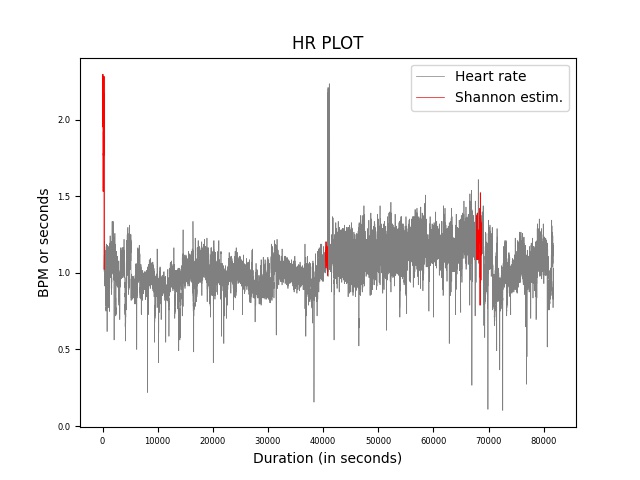 HR PLOT
Heart rate
Shannon estim.
BPM or seconds
2.0
1.5
1.0
0.5
0.0
0 10000 20000 30000 40000 50000 60000 70000 80000
Duration (in seconds)